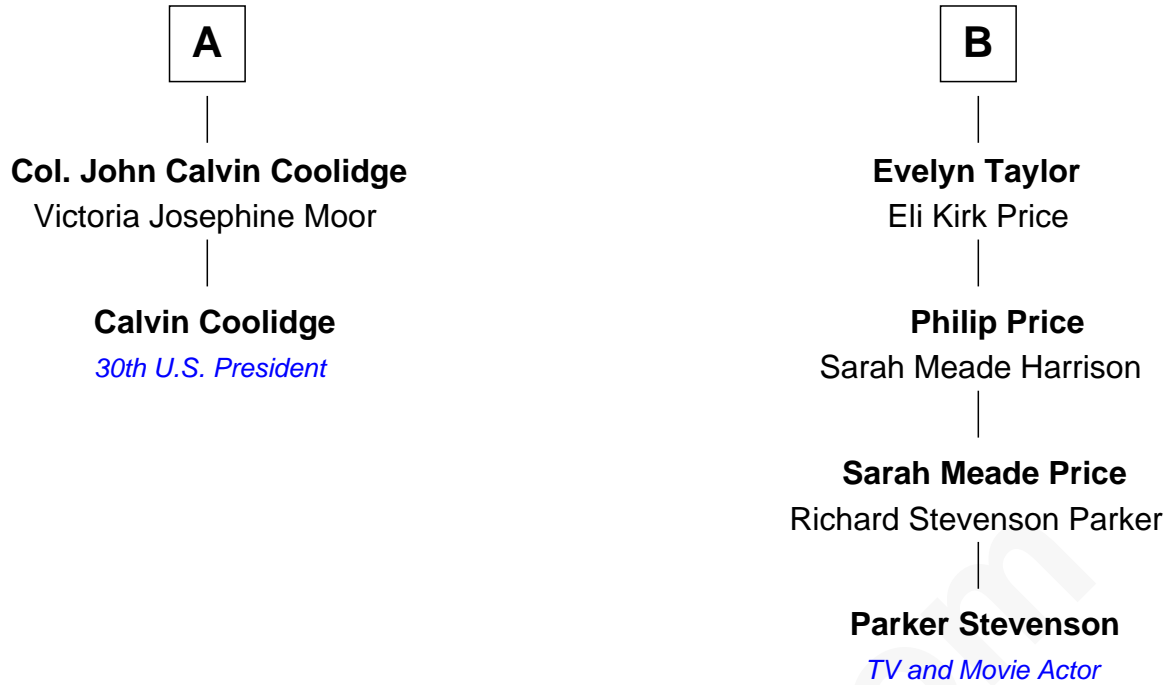 A
Col. John Calvin Coolidge
Victoria Josephine Moor
Calvin Coolidge
30th U.S. President
B
Evelyn Taylor
Eli Kirk Price
Philip Price
Sarah Meade Harrison
Sarah Meade Price
Richard Stevenson Parker
Parker Stevenson
TV and Movie Actor
om